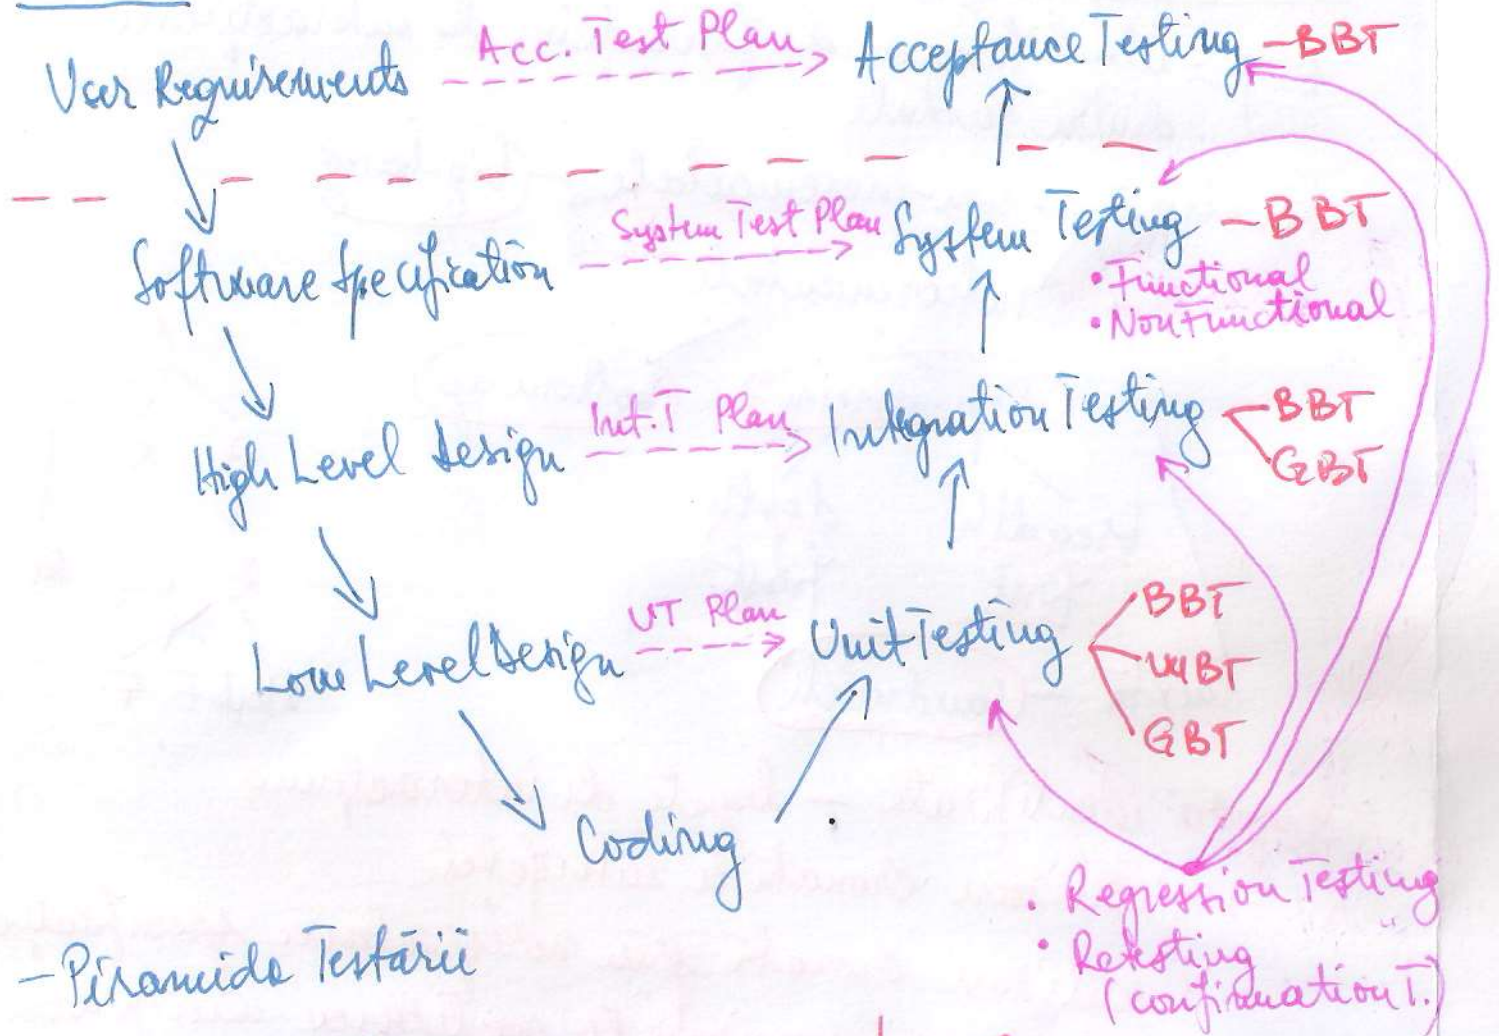 User Requirements Acc. Test Plan Acceptance Testing - BBT
Software Specification System Test Plan System Testing - BBT
• Functional
• NonFunctional
High Level Design Int.T Plan Integration Testing BBT
GBT
Low Level Design UT Plan Unit Testing BBT
WBT
GBT
Coding
• Regression Testing
• Retesting
(confirmation T.)
- Piramida Testării